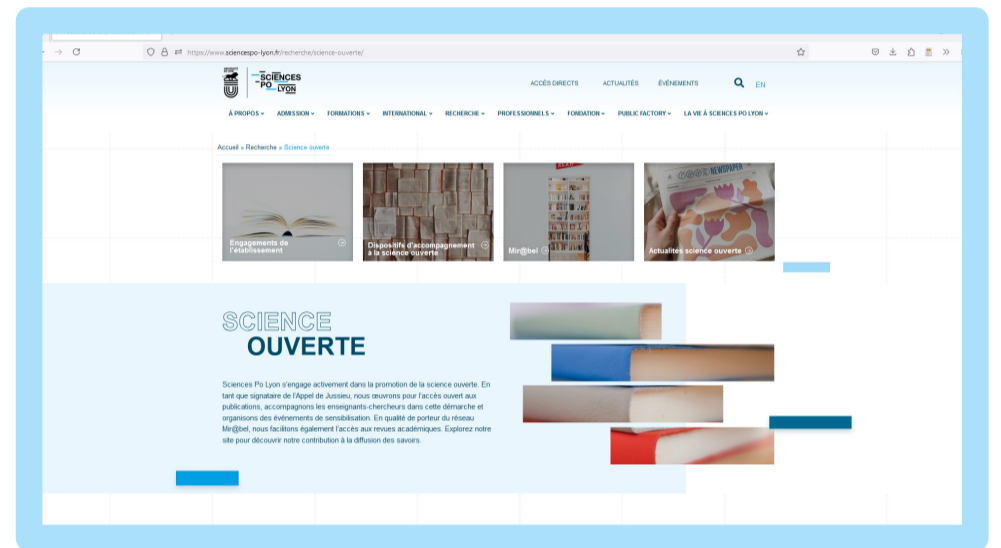 https://www.sciencespo-lyon.fr/recherche/science-ouverte/
SCIENCES
PO LYON
ACCÈS DIRECTS ACTUALITÉS ÉVÉNEMENTS EN
À PROPOS ADMISSION FORMATIONS INTERNATIONAL RECHERCHE PROFESSIONNELS FONDATION PUBLIC FACTORY LA VIE À SCIENCES PO LYON
Accueil » Recherche » Science ouverte
Engagements de
l'établissement
Dispositifs d'accompagnement
à la science ouverte
Mir@bel
NEWSPAPER
Actualités science ouverte
SCIENCE
OUVERTE
Sciences Po Lyon s'engage activement dans la promotion de la science ouverte. En
tant que signataire de l'Appel de Jussieu, nous œuvrons pour l'accès ouvert aux
publications, accompagnons les enseignants-chercheurs dans cette démarche et
organisons des événements de sensibilisation. En qualité de porteur du réseau
Mir@bel, nous facilitons également l'accès aux revues académiques. Explorez notre
site pour découvrir notre contribution à la diffusion des savoirs.